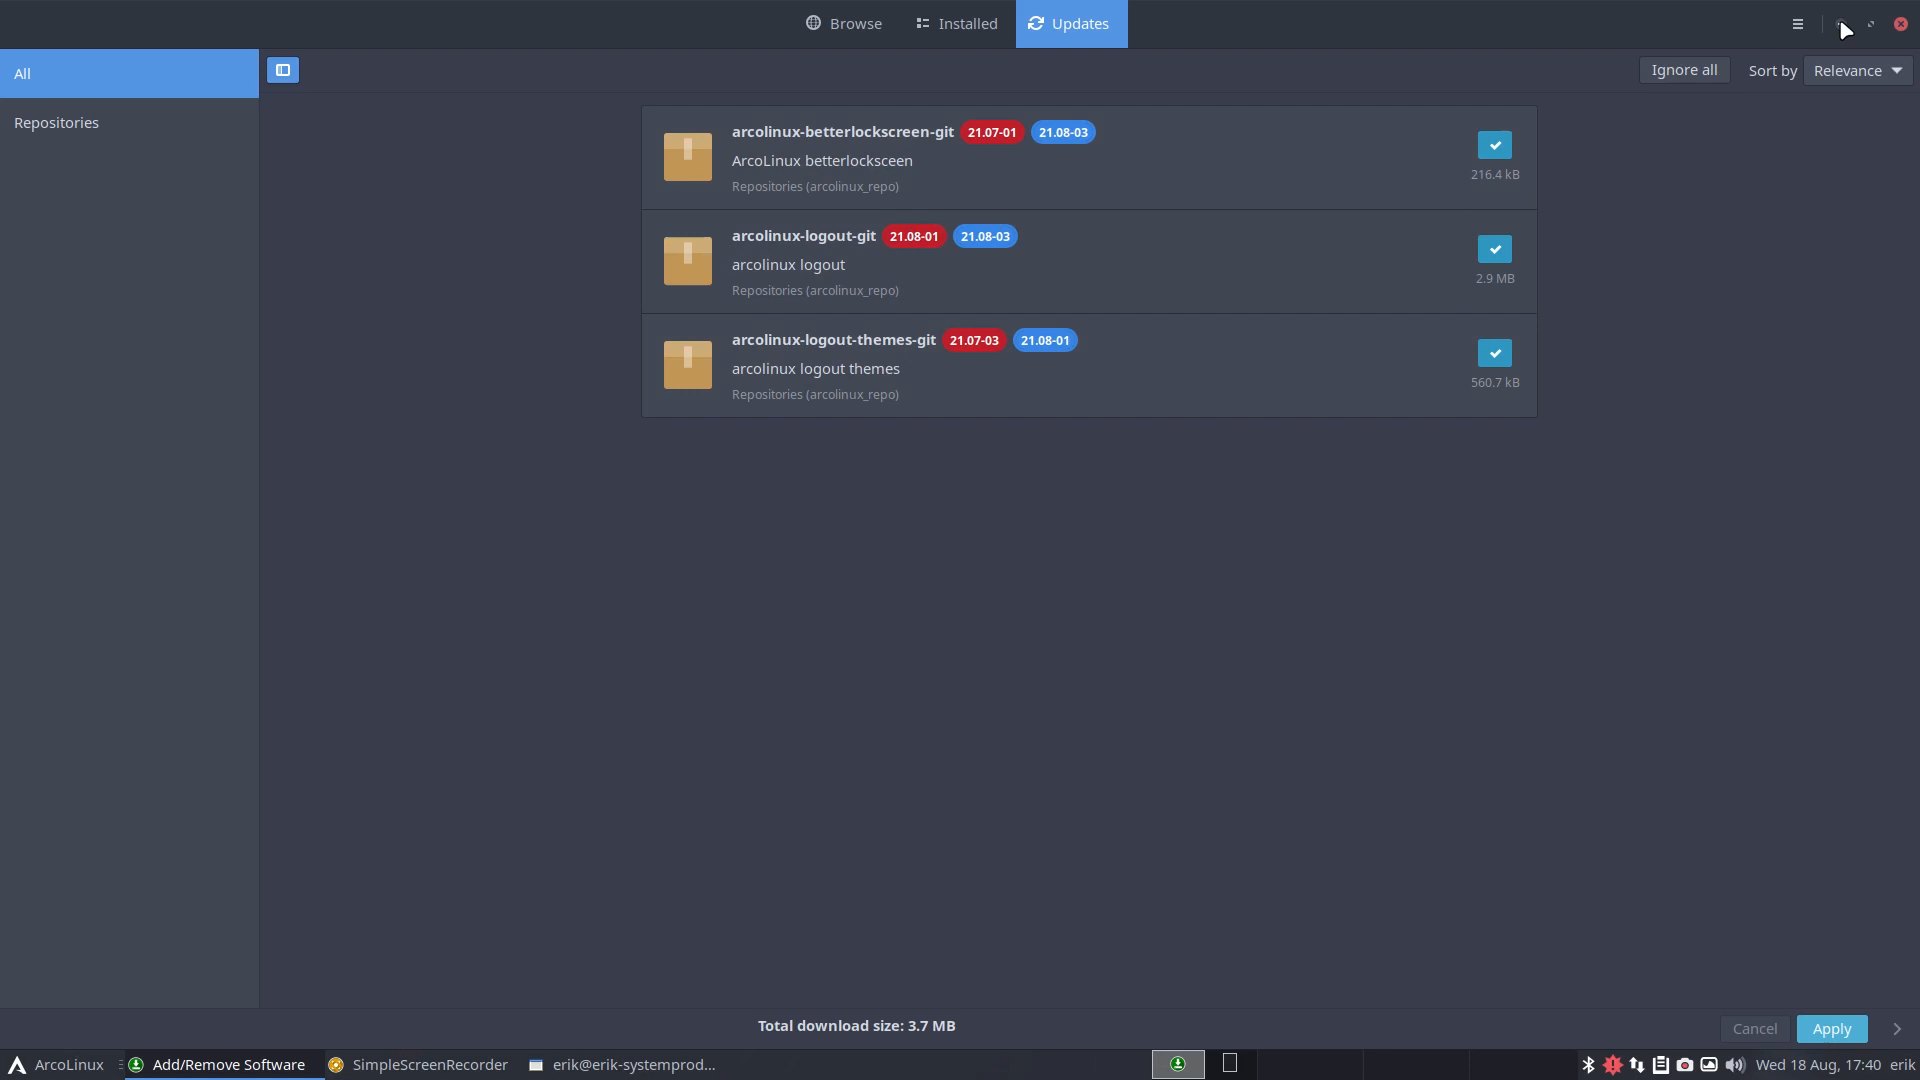 Browse Installed Updates
All
Ignore all Sort by Relevance
Repositories
arcolinux-betterlockscreen-git 21.07-01 21.08-03
ArcoLinux betterlocksceen
Repositories (arcolinux_repo)
216.4 kB
arcolinux-logout-git 21.08-01 21.08-03
arcolinux logout
Repositories (arcolinux_repo)
2.9 MB
arcolinux-logout-themes-git 21.07-03 21.08-01
arcolinux logout themes
Repositories (arcolinux_repo)
560.7 kB
Total download size: 3.7 MB
Cancel Apply
ArcoLinux Add/Remove Software SimpleScreenRecorder erik@erik-systemprod... Wed 18 Aug, 17:40 erik